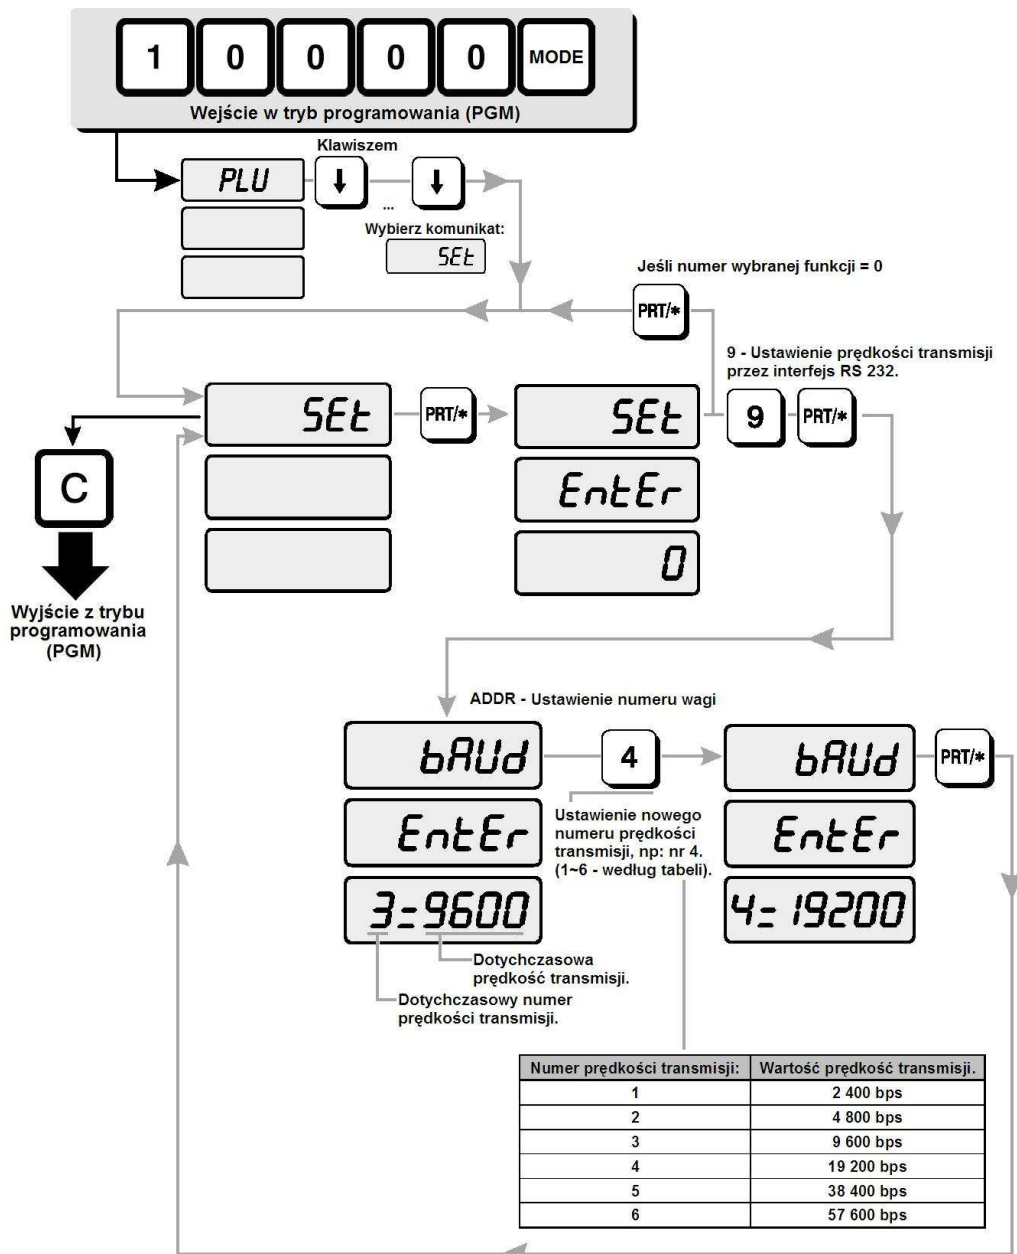 1 0 0 0 0 MODE
Wejście w tryb programowania (PGM)
Klawiszem
PLU
...
Wybierz komunikat:
SEt
Jeśli numer wybranej funkcji = 0
PRT/*
9 - Ustawienie prędkości transmisji
przez interfejs RS 232.
SEt PRT/* SEt 9 PRT/*
C
EntEr
0
Wyjście z trybu
programowania
(PGM)
ADDR - Ustawienie numeru wagi
bAUd 4 bAUd PRT/*
Ustawienie nowego
numeru prędkości
transmisji, np: nr 4.
(1~6 - według tabeli).
EntEr EntEr
3=9600 4=19200
Dotychczasowa
prędkość transmisji.
Dotychczasowy numer
prędkości transmisji.
Numer prędkości transmisji: Wartość prędkość transmisji.
1 2 400 bps
2 4 800 bps
3 9 600 bps
4 19 200 bps
5 38 400 bps
6 57 600 bps